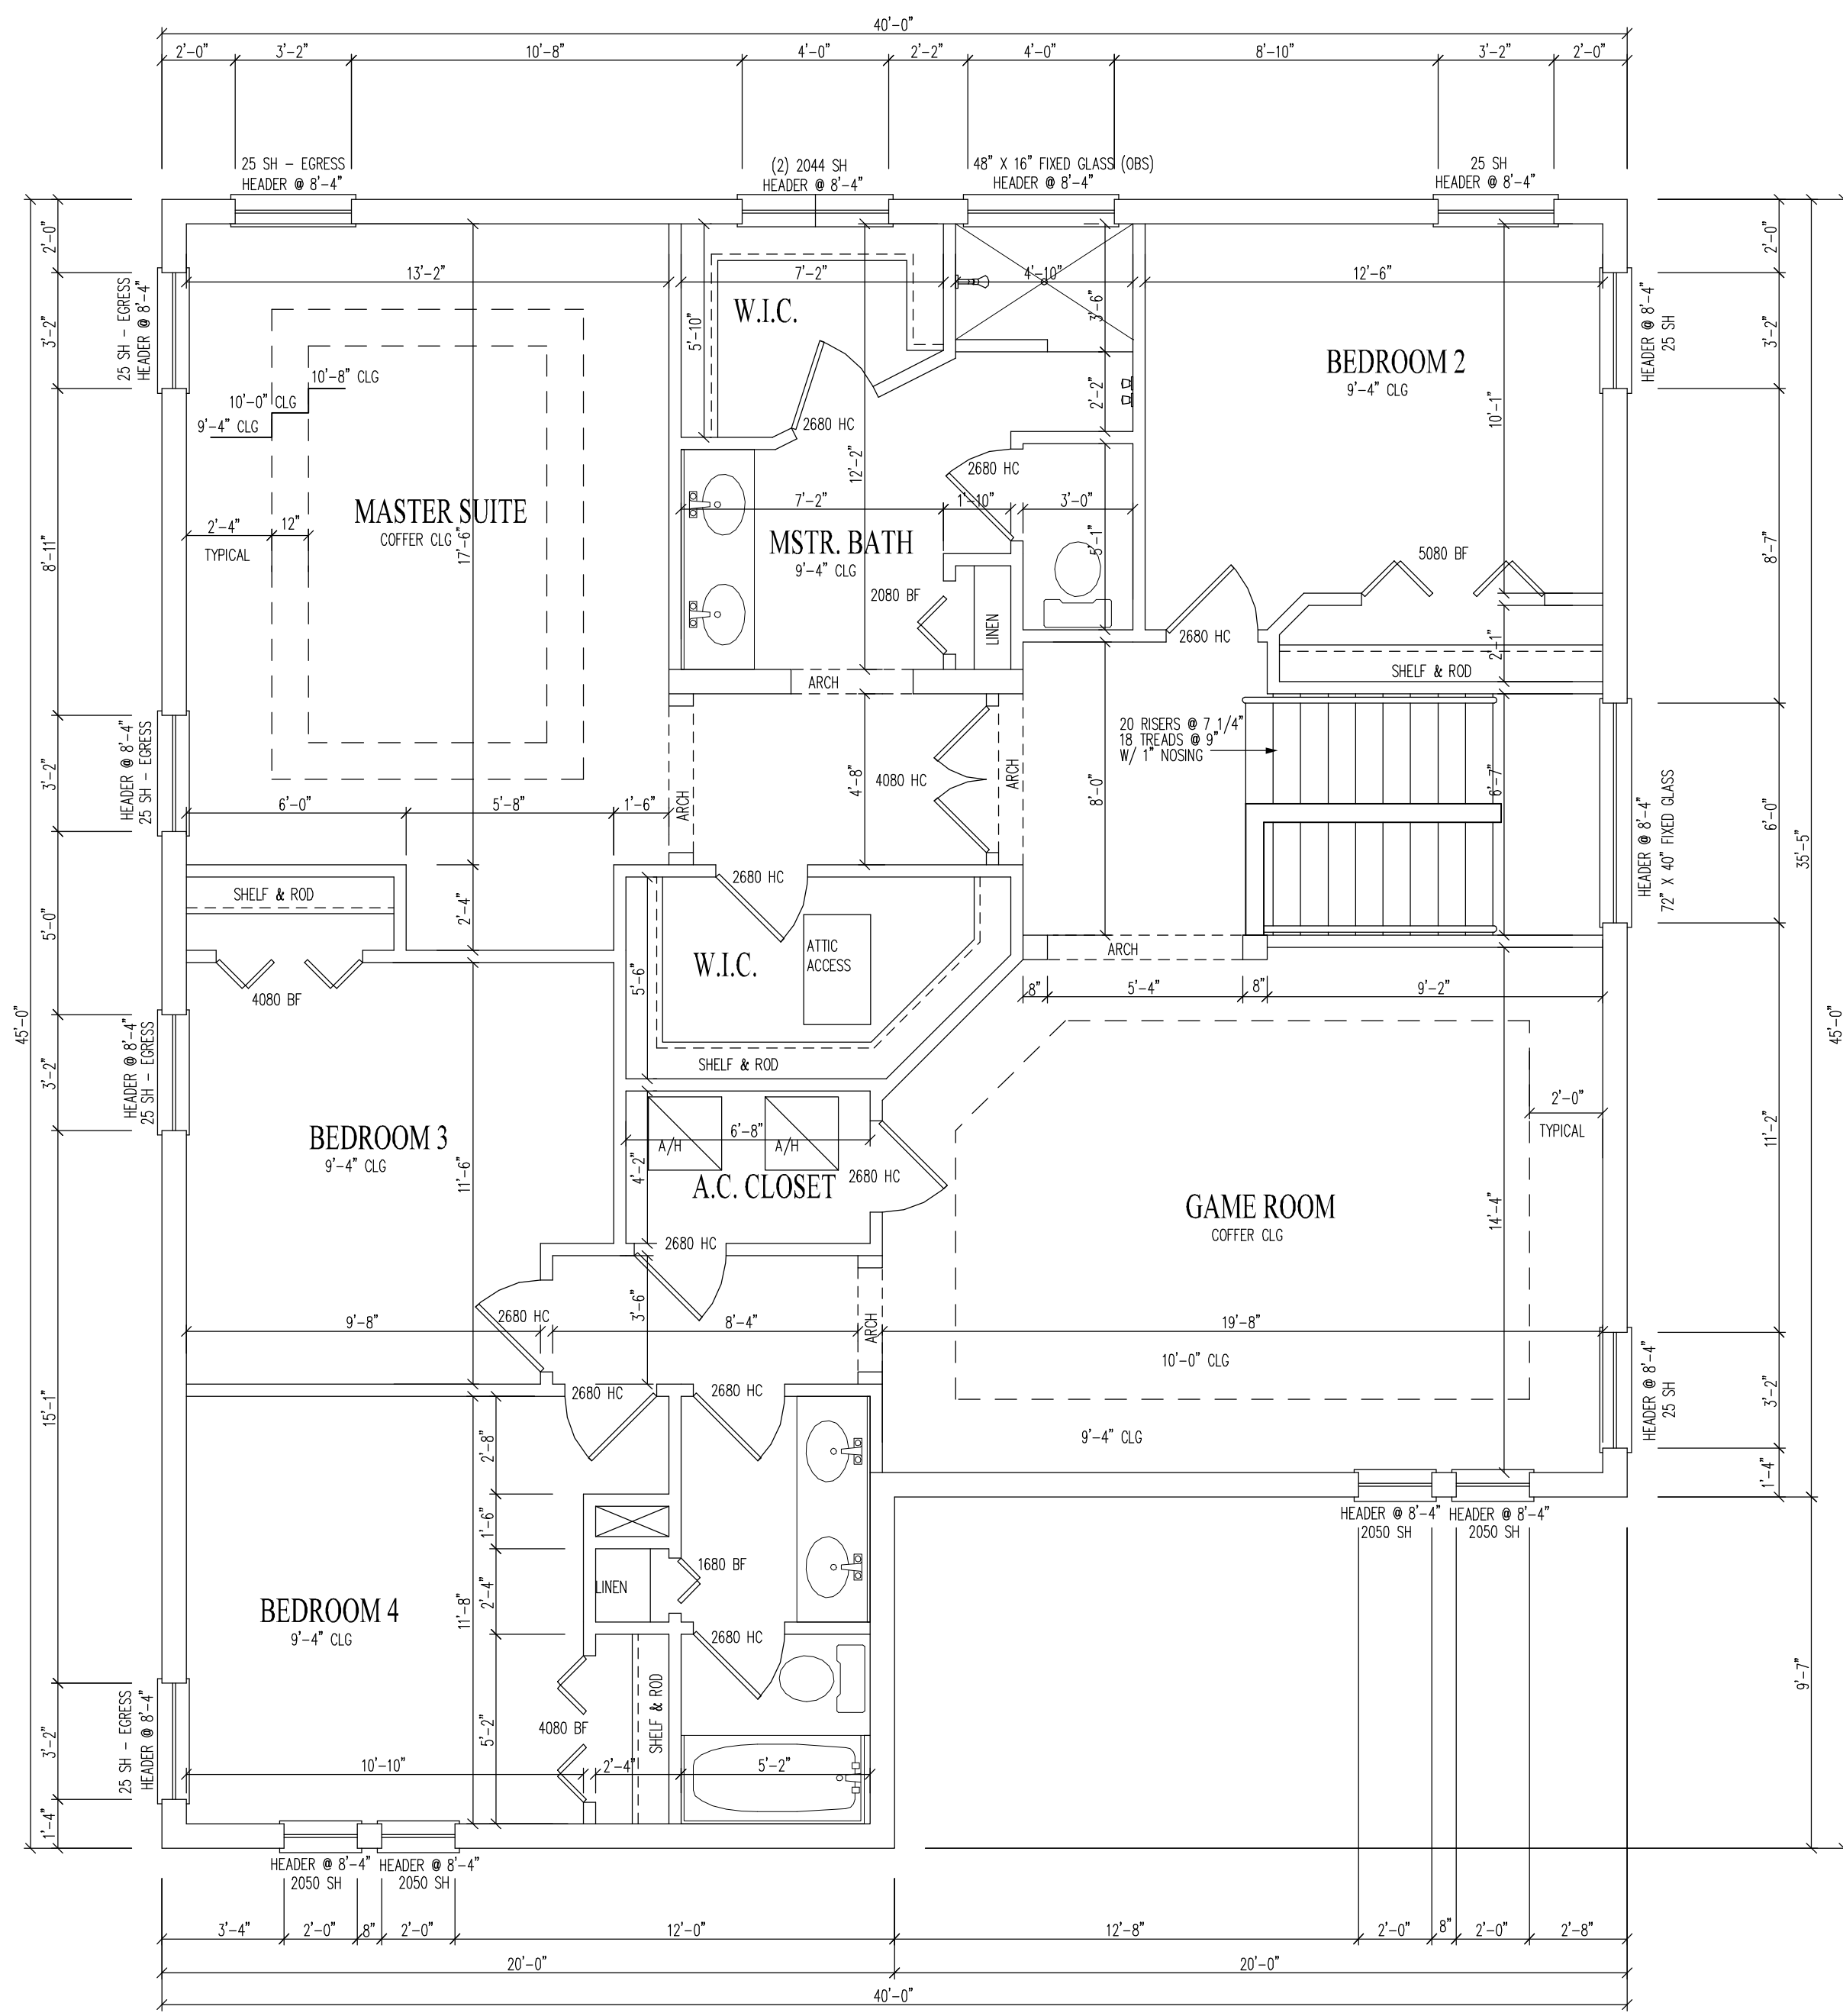 40'-0"
2'-0" 3'-2" 10'-8" 4'-0" 2'-2" 4'-0" 8'-10" 3'-2" 2'-0"
25 SH - EGRESS
HEADER @ 8'-4"
(2) 2044 SH
HEADER @ 8'-4"
48" X 16" FIXED GLASS (OBS)
HEADER @ 8'-4"
25 SH
HEADER @ 8'-4"
45'-0"
2'-0"
3'-2"
8'-11"
3'-2"
5'-0"
3'-2"
15'-1"
3'-2"
1'-4"
25 SH - EGRESS
HEADER @ 8'-4"
HEADER @ 8'-4"
25 SH - EGRESS
HEADER @ 8'-4"
25 SH - EGRESS
25 SH - EGRESS
HEADER @ 8'-4"
13'-2"
10'-8" CLG
10'-0" CLG
9'-4" CLG
MASTER SUITE
COFFER CLG
17'-6"
2'-4" 12"
TYPICAL
6'-0" 5'-8" 1'-6"
7'-2"
W.I.C.
5'-10"
2680 HC
12'-2"
4'-10"
3'-6"
2'-2"
2680 HC
7'-2" 1'-10" 3'-0"
MSTR. BATH
9'-4" CLG
5'-1"
2080 BF
LINEN
ARCH
12'-6"
BEDROOM 2
9'-4" CLG
10'-1"
5080 BF
2680 HC
2'-1"
SHELF & ROD
ARCH
4'-8"
4080 HC
ARCH
8'-0"
20 RISERS @ 7 1/4"
18 TREADS @ 9"
W/ 1" NOSING
6'-7"
ARCH
8" 5'-4" 8" 9'-2"
SHELF & ROD
2'-4"
4080 BF
2680 HC
W.I.C.
ATTIC
ACCESS
5'-6"
SHELF & ROD
BEDROOM 3
9'-4" CLG
11'-6"
6'-8"
A/H A/H
4'-2"
A.C. CLOSET
2680 HC
2680 HC
2'-0"
TYPICAL
GAME ROOM
COFFER CLG
14'-4"
9'-8"
2680 HC
3'-6"
8'-4"
ARCH
19'-8"
10'-0" CLG
9'-4" CLG
2680 HC
2680 HC
2'-8"
1'-6"
2'-4"
5'-2"
11'-8"
BEDROOM 4
9'-4" CLG
LINEN
1680 BF
2680 HC
4080 BF
SHELF & ROD
10'-10" 2'-4" 5'-2"
HEADER @ 8'-4"
25 SH
HEADER @ 8'-4"
72" X 40" FIXED GLASS
HEADER @ 8'-4"
25 SH
2'-0"
3'-2"
8'-7"
6'-0"
11'-2"
3'-2"
1'-4"
35'-5"
9'-7"
45'-0"
HEADER @ 8'-4"
2050 SH
HEADER @ 8'-4"
2050 SH
HEADER @ 8'-4"
2050 SH
HEADER @ 8'-4"
2050 SH
3'-4" 2'-0" 8" 2'-0" 12'-0" 12'-8" 2'-0" 8" 2'-0" 2'-8"
20'-0" 20'-0"
40'-0"